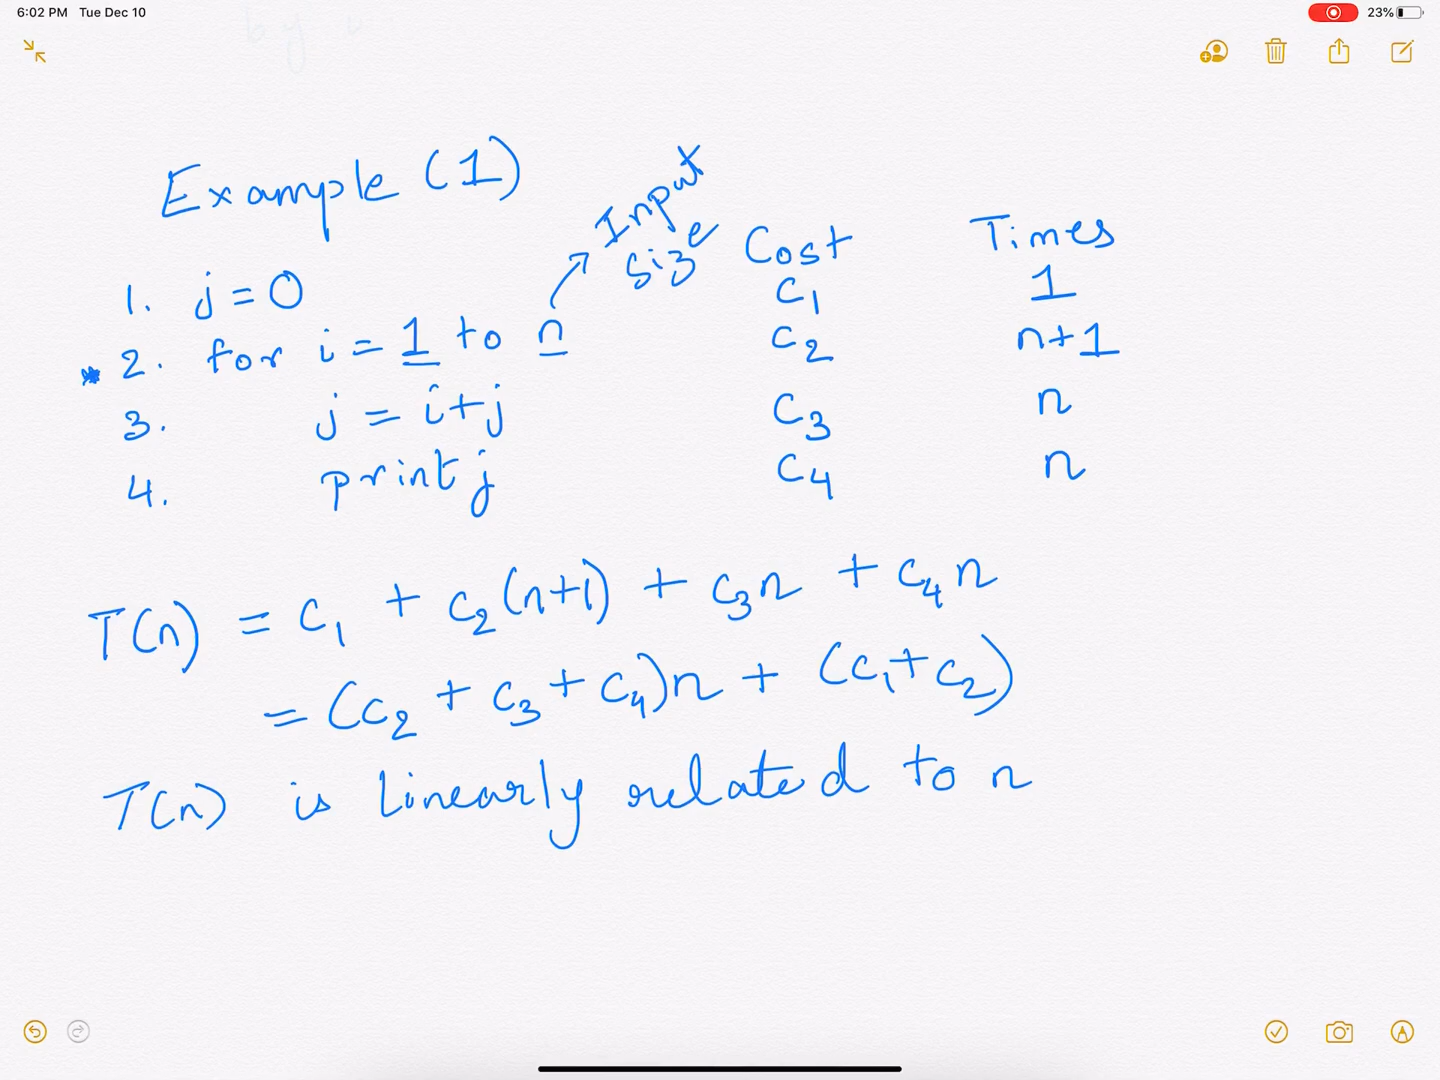 6:02 PM Tue Dec 10 23%
Example (1)
Input size
Cost Times
1. j = 0 c1 1
* 2. for i = 1 to n c2 n+1
3. j = i+j c3 n
4. print j c4 n
T(n) = c1 + c2(n+1) + c3n + c4n
= (c2 + c3 + c4)n + (c1+c2)
T(n) is linearly related to n